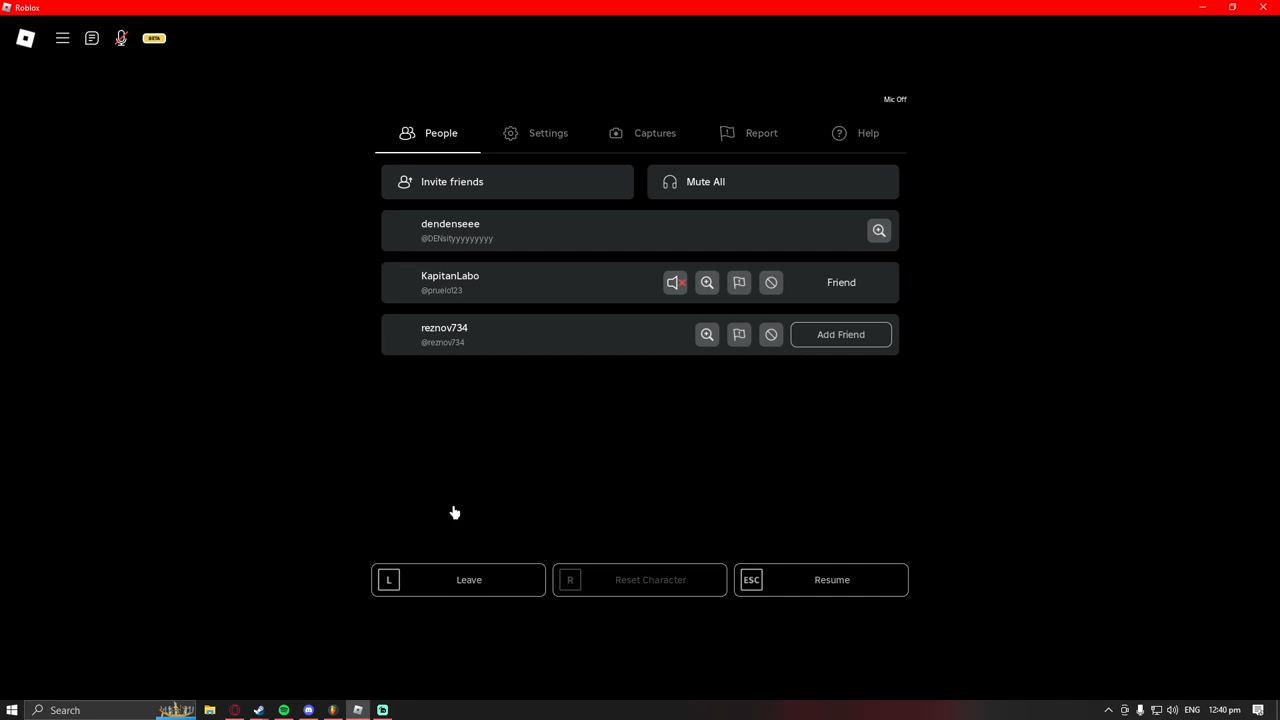 Roblox
BETA
Mic Off
People
Settings
Captures
Report
Help
Invite friends
Mute All
dendenseee
@DENsityyyyyyyyy
KapitanLabo
@pruelo123
Friend
reznov734
@reznov734
Add Friend
L
Leave
R
Reset Character
ESC
Resume
Search
ENG
12:40 pm